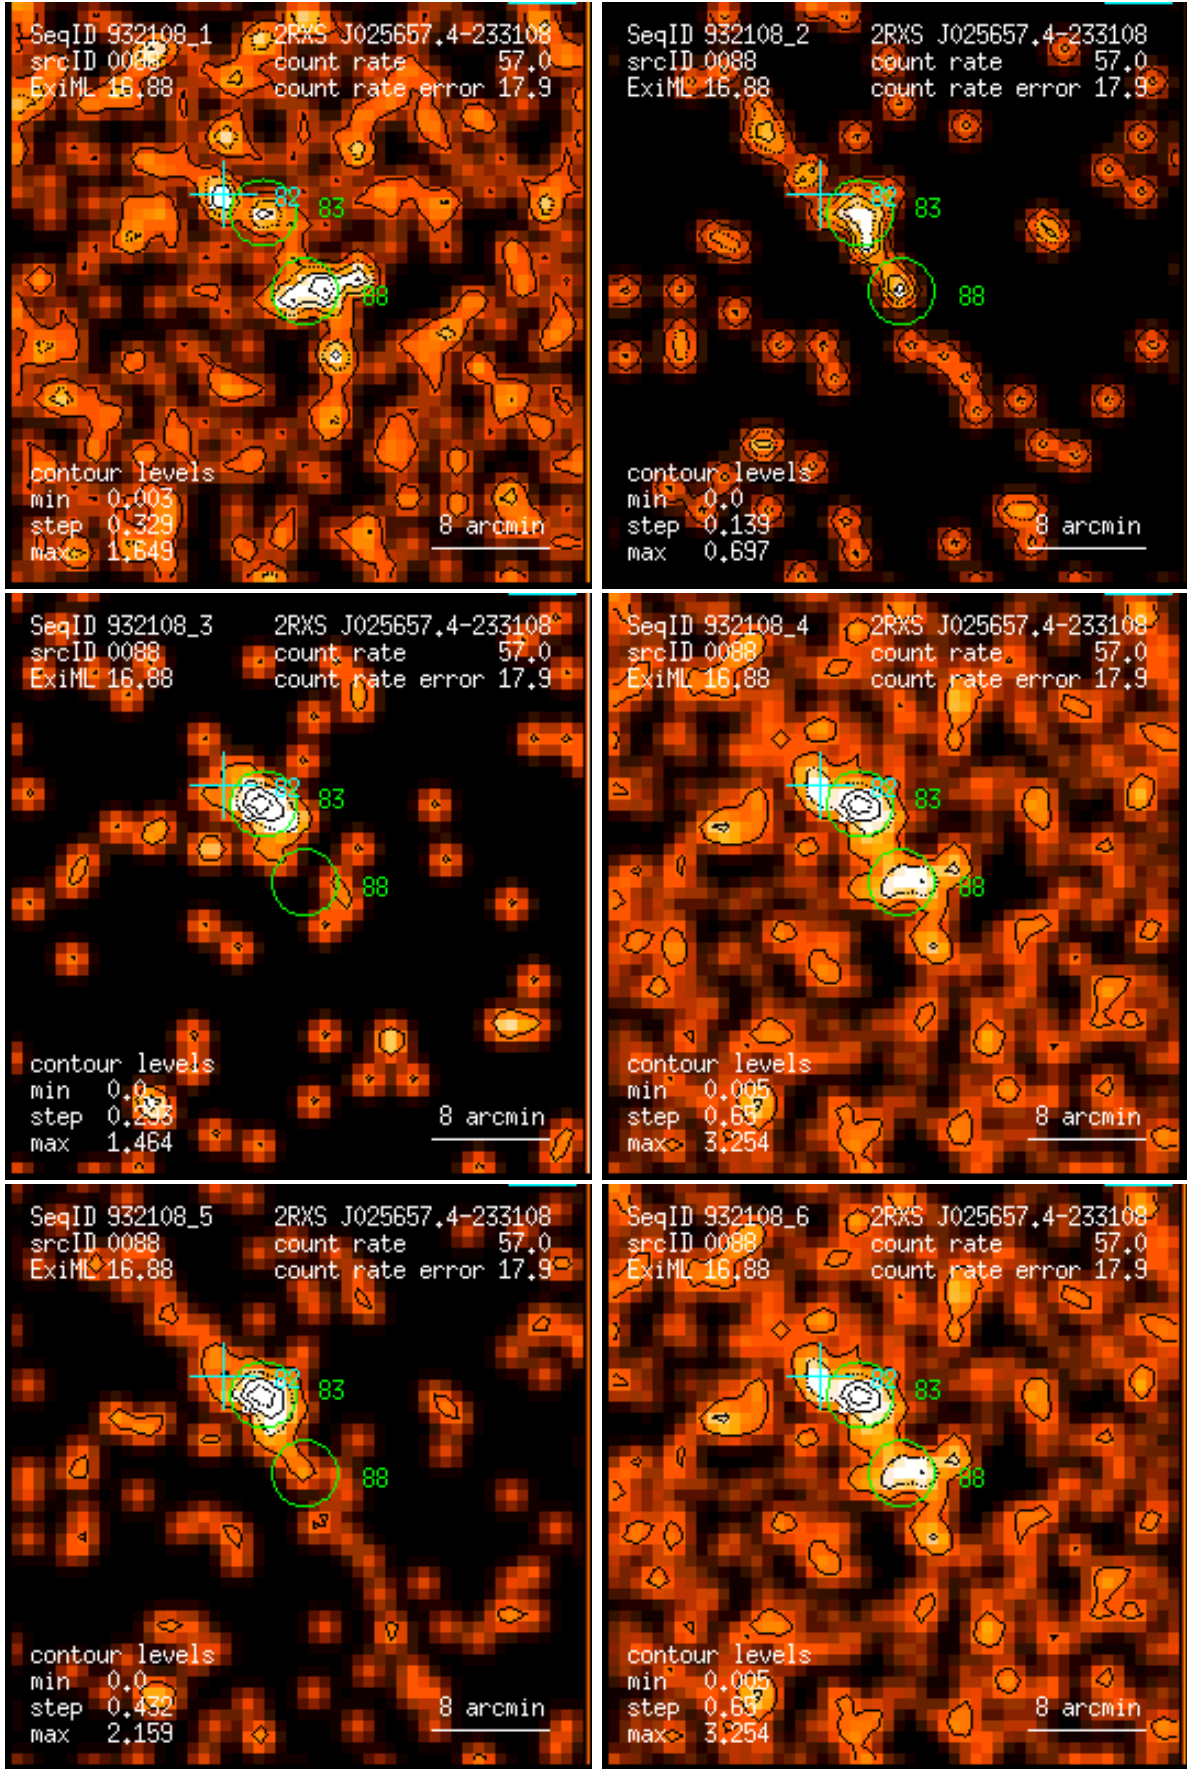 SeqID 932108_1 2RXS J025657.4-233108
srcID 0088 count rate 57.0
ExiML 16.88 count rate error 17.9
82
83
88
contour levels
min 0.003
step 0.329
max 1.649
8 arcmin
SeqID 932108_2 2RXS J025657.4-233108
srcID 0088 count rate 57.0
ExiML 16.88 count rate error 17.9
82
83
88
contour levels
min 0.0
step 0.139
max 0.697
8 arcmin
SeqID 932108_3 2RXS J025657.4-233108
srcID 0088 count rate 57.0
ExiML 16.88 count rate error 17.9
82
83
88
contour levels
min 0.0
step 0.293
max 1.464
8 arcmin
SeqID 932108_4 2RXS J025657.4-233108
srcID 0088 count rate 57.0
ExiML 16.88 count rate error 17.9
82
83
88
contour levels
min 0.005
step 0.65
max 3.254
8 arcmin
SeqID 932108_5 2RXS J025657.4-233108
srcID 0088 count rate 57.0
ExiML 16.88 count rate error 17.9
82
83
88
contour levels
min 0.0
step 0.432
max 2.159
8 arcmin
SeqID 932108_6 2RXS J025657.4-233108
srcID 0088 count rate 57.0
ExiML 16.88 count rate error 17.9
82
83
88
contour levels
min 0.005
step 0.65
max 3.254
8 arcmin